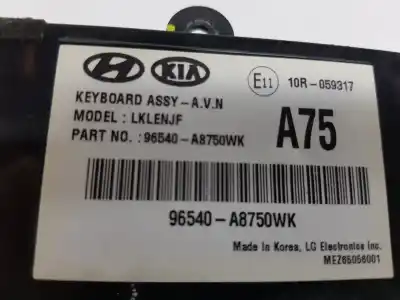 KIA
E11 10R-059317
KEYBOARD ASSY-A.V.N
MODEL : LKLENJF
PART NO. : 96540-A8750WK
A75
96540-A8750WK
Made in Korea, LG Electronics Inc.
MEZ65056001